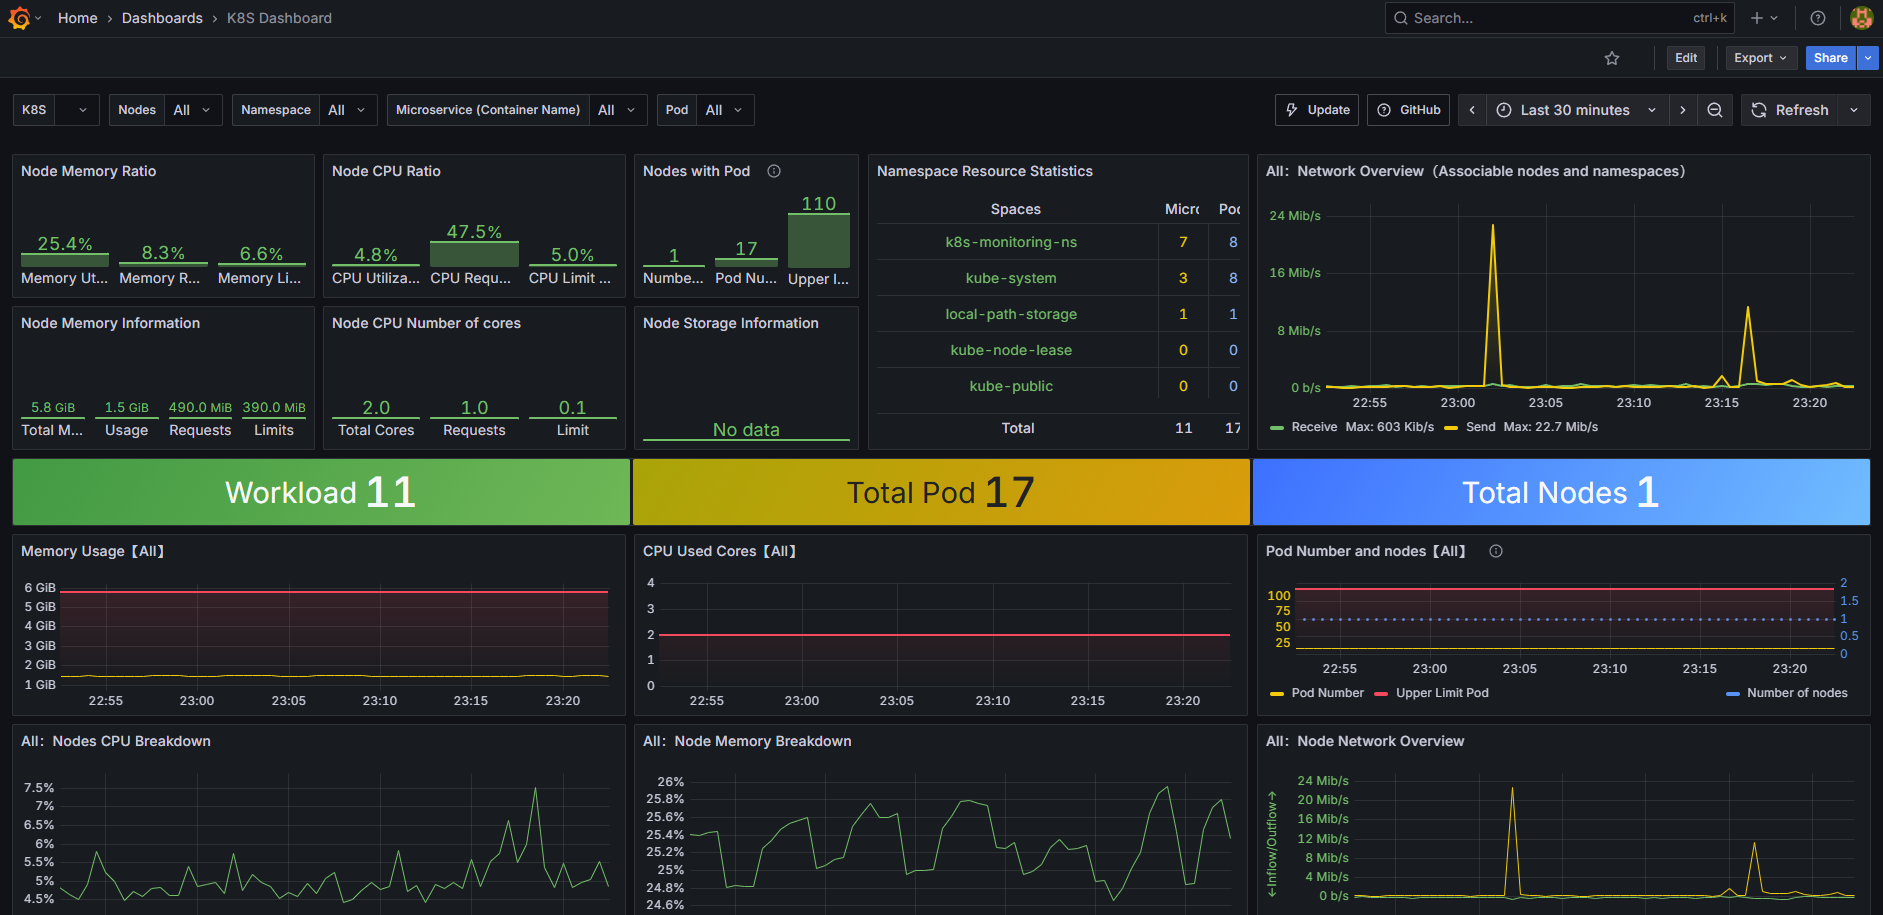 Home › Dashboards › K8S Dashboard
Search... ctrl+k
Edit Export Share
K8S Nodes All Namespace All Microservice (Container Name) All Pod All
Update GitHub Last 30 minutes Refresh
Node Memory Ratio
25.4% 8.3% 6.6%
Memory Ut... Memory R... Memory Li...
Node CPU Ratio
4.8% 47.5% 5.0%
CPU Utiliza... CPU Requ... CPU Limit ...
Nodes with Pod
1 17 110
Numbe... Pod Nu... Upper l...
Namespace Resource Statistics
Spaces Micro Pod
k8s-monitoring-ns 7 8
kube-system 3 8
local-path-storage 1 1
kube-node-lease 0 0
kube-public 0 0
Total 11 17
All：Network Overview（Associable nodes and namespaces）
24 Mib/s
16 Mib/s
8 Mib/s
0 b/s
22:55 23:00 23:05 23:10 23:15 23:20
Receive Max: 603 Kib/s Send Max: 22.7 Mib/s
Node Memory Information
5.8 GiB 1.5 GiB 490.0 MiB 390.0 MiB
Total M... Usage Requests Limits
Node CPU Number of cores
2.0 1.0 0.1
Total Cores Requests Limit
Node Storage Information
No data
Workload 11
Total Pod 17
Total Nodes 1
Memory Usage【All】
6 GiB
5 GiB
4 GiB
3 GiB
2 GiB
1 GiB
22:55 23:00 23:05 23:10 23:15 23:20
CPU Used Cores【All】
4
3
2
1
0
22:55 23:00 23:05 23:10 23:15 23:20
Pod Number and nodes【All】
100
75
50
25
2
1.5
1
0.5
0
22:55 23:00 23:05 23:10 23:15 23:20
Pod Number Upper Limit Pod Number of nodes
All：Nodes CPU Breakdown
7.5%
7%
6.5%
6%
5.5%
5%
4.5%
All：Node Memory Breakdown
26%
25.8%
25.6%
25.4%
25.2%
25%
24.8%
24.6%
All：Node Network Overview
←Inflow/Outflow→
24 Mib/s
20 Mib/s
16 Mib/s
12 Mib/s
8 Mib/s
4 Mib/s
0 b/s